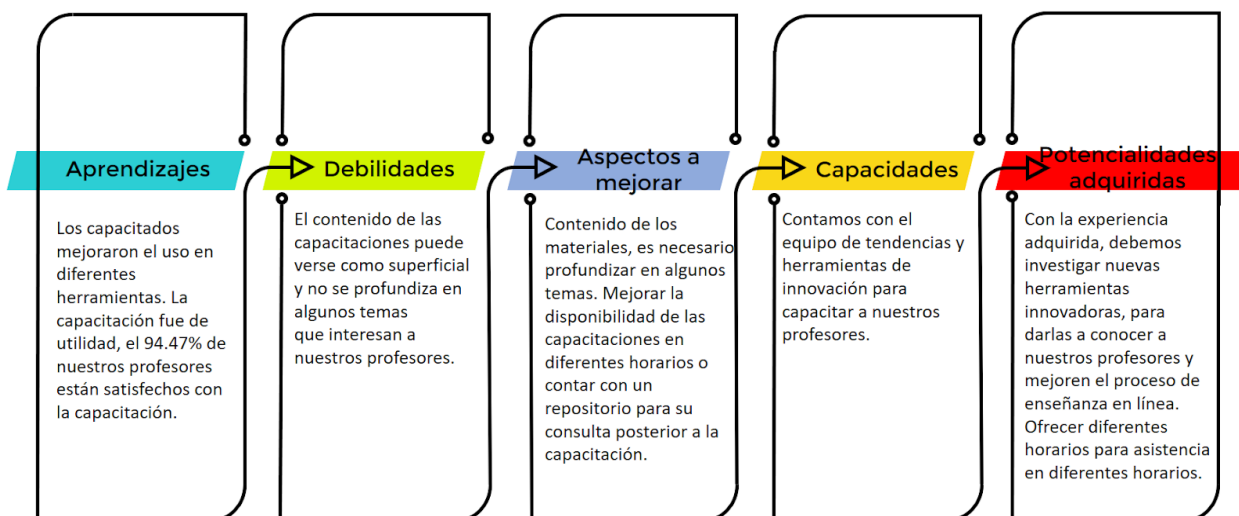 Aprendizajes
Los capacitados
mejoraron el uso en
diferentes
herramientas. La
capacitación fue de
utilidad, el 94.47% de
nuestros profesores
están satisfechos con
la capacitación.
Debilidades
El contenido de las
capacitaciones puede
verse como superficial
y no se profundiza en
algunos temas
que interesan a
nuestros profesores.
Aspectos a
mejorar
Contenido de los
materiales, es necesario
profundizar en algunos
temas. Mejorar la
disponibilidad de las
capacitaciones en
diferentes horarios o
contar con un
repositorio para su
consulta posterior a la
capacitación.
Capacidades
Contamos con el
equipo de tendencias y
herramientas de
innovación para
capacitar a nuestros
profesores.
Potencialidades
adquiridas
Con la experiencia
adquirida, debemos
investigar nuevas
herramientas
innovadoras, para
darlas a conocer a
nuestros profesores y
mejoren el proceso de
enseñanza en línea.
Ofrecer diferentes
horarios para asistencia
en diferentes horarios.